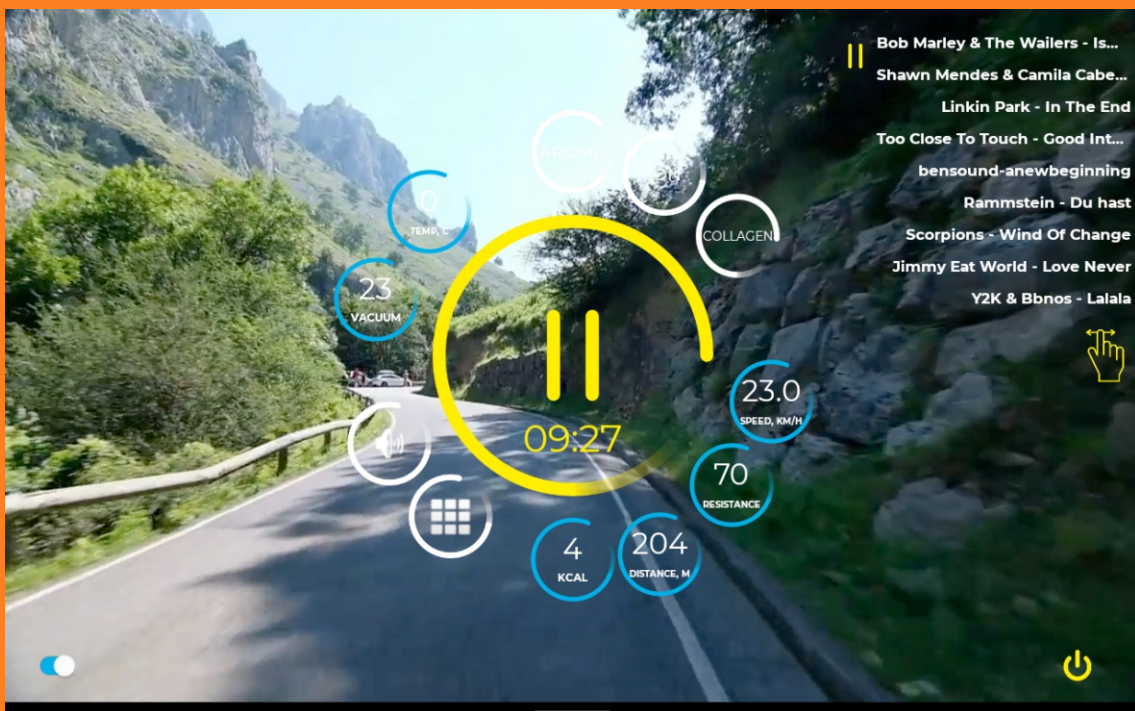 Bob Marley & The Wailers - Is...
Shawn Mendes & Camila Cabe...
Linkin Park - In The End
Too Close To Touch - Good Int...
bensound-anewbeginning
Rammstein - Du hast
Scorpions - Wind Of Change
Jimmy Eat World - Love Never
Y2K & Bbnos - Lalala
AROMA
COLLAGEN
0
TEMP, C
23
VACUUM
09:27
23.0
SPEED, KM/H
70
RESISTANCE
4
KCAL
204
DISTANCE, M